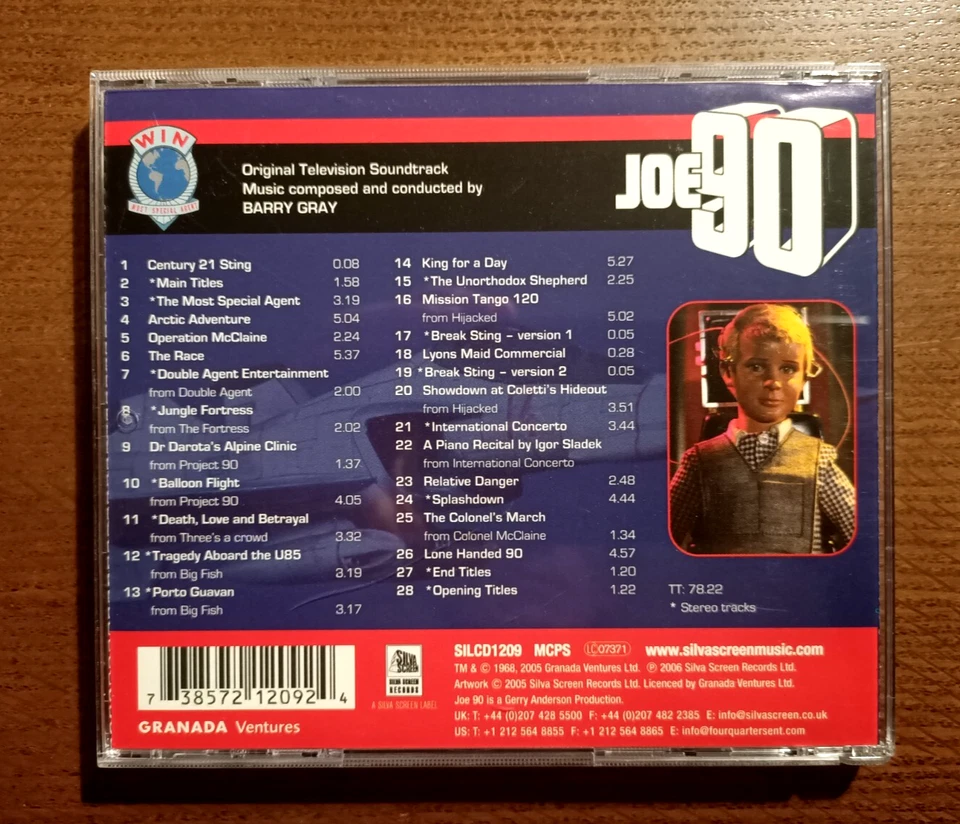 WIN
MOST SPECIAL AGENT
Original Television Soundtrack
Music composed and conducted by
BARRY GRAY
JOE 90
1 Century 21 Sting 0.08
2 *Main Titles 1.58
3 *The Most Special Agent 3.19
4 Arctic Adventure 5.04
5 Operation McClaine 2.24
6 The Race 5.37
7 *Double Agent Entertainment
from Double Agent 2.00
8 *Jungle Fortress
from The Fortress 2.02
9 Dr Darota's Alpine Clinic
from Project 90 1.37
10 *Balloon Flight
from Project 90 4.05
11 *Death, Love and Betrayal
from Three's a crowd 3.32
12 *Tragedy Aboard the U85
from Big Fish 3.19
13 *Porto Guavan
from Big Fish 3.17
14 King for a Day 5.27
15 *The Unorthodox Shepherd 2.25
16 Mission Tango 120
from Hijacked 5.02
17 *Break Sting – version 1 0.05
18 Lyons Maid Commercial 0.28
19 *Break Sting – version 2 0.05
20 Showdown at Coletti's Hideout
from Hijacked 3.51
21 *International Concerto 3.44
22 A Piano Recital by Igor Sladek
from International Concerto
23 Relative Danger 2.48
24 *Splashdown 4.44
25 The Colonel's March
from Colonel McClaine 1.34
26 Lone Handed 90 4.57
27 *End Titles 1.20
28 *Opening Titles 1.22
TT: 78.22
* Stereo tracks
7 38572 12092 4
GRANADA Ventures
SILVA SCREEN
SILVA SCREEN
RECORDS
A SILVA SCREEN LABEL
SILCD1209 MCPS LC07371 www.silvascreenmusic.com
TM & © 1968, 2005 Granada Ventures Ltd. ℗ 2006 Silva Screen Records Ltd.
Artwork © 2005 Silva Screen Records Ltd. Licenced by Granada Ventures Ltd.
Joe 90 is a Gerry Anderson Production.
UK: T: +44 (0)207 428 5500 F: +44 (0)207 482 2385 E: info@silvascreen.co.uk
US: T: +1 212 564 8855 F: +1 212 564 8865 E: info@fourquartersent.com